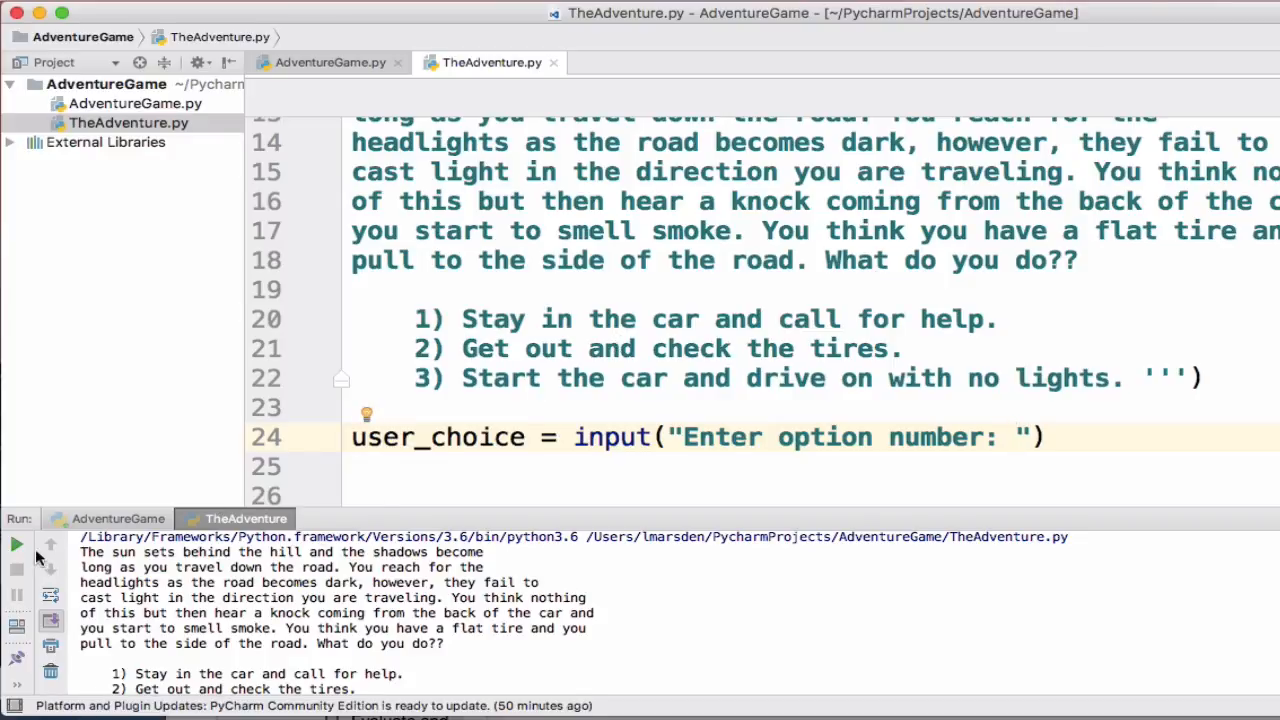 TheAdventure.py - AdventureGame - [~/PycharmProjects/AdventureGame]
AdventureGame
TheAdventure.py
Project
AdventureGame.py
TheAdventure.py
AdventureGame ~/Pycharm
AdventureGame.py
TheAdventure.py
External Libraries
long as you travel down the road. You reach for the
14 headlights as the road becomes dark, however, they fail to
15 cast light in the direction you are traveling. You think no
16 of this but then hear a knock coming from the back of the c
17 you start to smell smoke. You think you have a flat tire an
18 pull to the side of the road. What do you do??
19
20 1) Stay in the car and call for help.
21 2) Get out and check the tires.
22 3) Start the car and drive on with no lights. ''')
23
24 user_choice = input("Enter option number: ")
25
26
Run: AdventureGame TheAdventure
/Library/Frameworks/Python.framework/Versions/3.6/bin/python3.6 /Users/lmarsden/PycharmProjects/AdventureGame/TheAdventure.py
The sun sets behind the hill and the shadows become
long as you travel down the road. You reach for the
headlights as the road becomes dark, however, they fail to
cast light in the direction you are traveling. You think nothing
of this but then hear a knock coming from the back of the car and
you start to smell smoke. You think you have a flat tire and you
pull to the side of the road. What do you do??
1) Stay in the car and call for help.
2) Get out and check the tires.
Platform and Plugin Updates: PyCharm Community Edition is ready to update. (50 minutes ago)